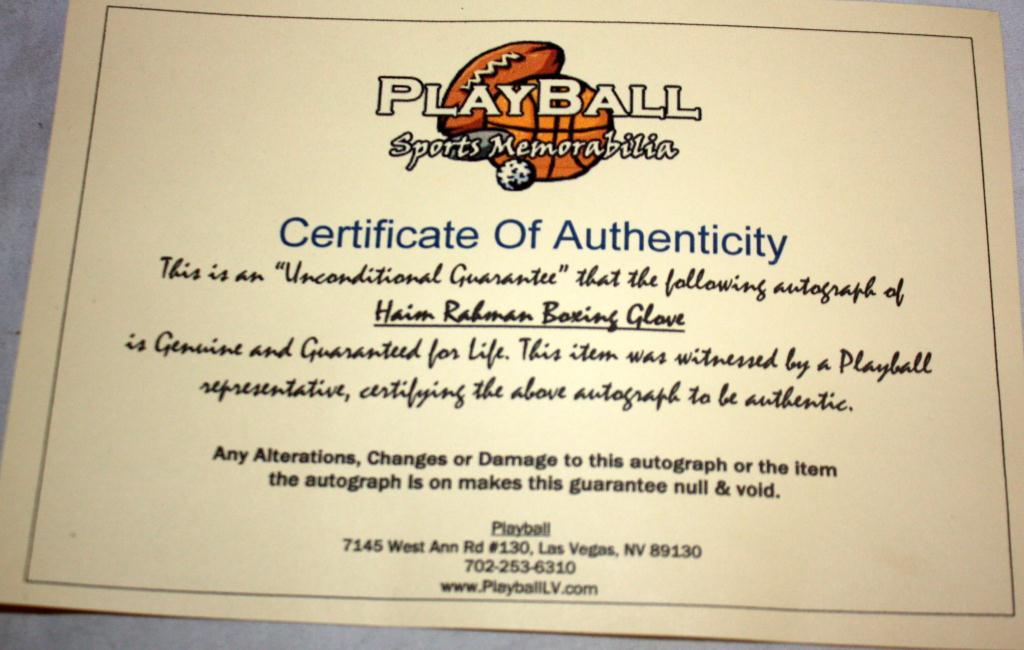 PLAYBALL
Sports Memorabilia
Certificate Of Authenticity
This is an "Unconditional Guarantee" that the following autograph of
Haim Rahman Boxing Glove
is Genuine and Guaranteed for Life. This item was witnessed by a Playball
representative, certifying the above autograph to be authentic.
Any Alterations, Changes or Damage to this autograph or the item
the autograph is on makes this guarantee null & void.
Playball
7145 West Ann Rd #130, Las Vegas, NV 89130
702-253-6310
www.PlayballLV.com